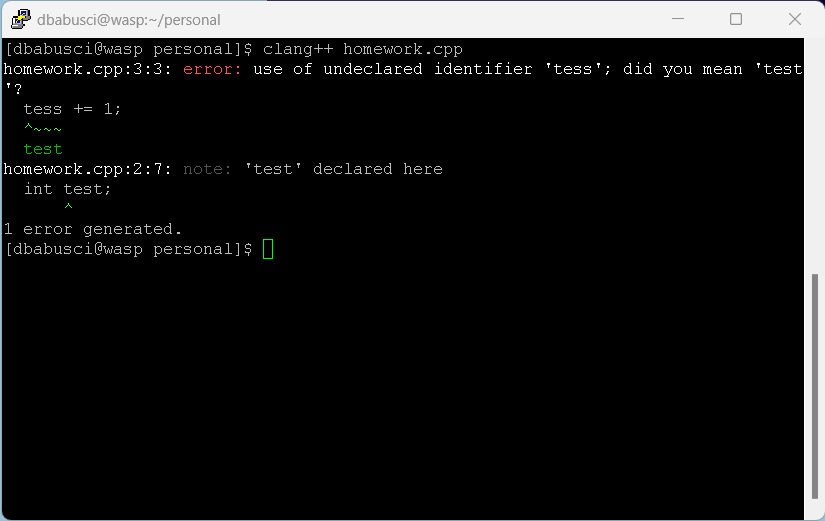 dbabusci@wasp:~/personal
[dbabusci@wasp personal]$ clang++ homework.cpp
homework.cpp:3:3: error: use of undeclared identifier 'tess'; did you mean 'test
'?
  tess += 1;
  ^~~~
  test
homework.cpp:2:7: note: 'test' declared here
  int test;
      ^
1 error generated.
[dbabusci@wasp personal]$